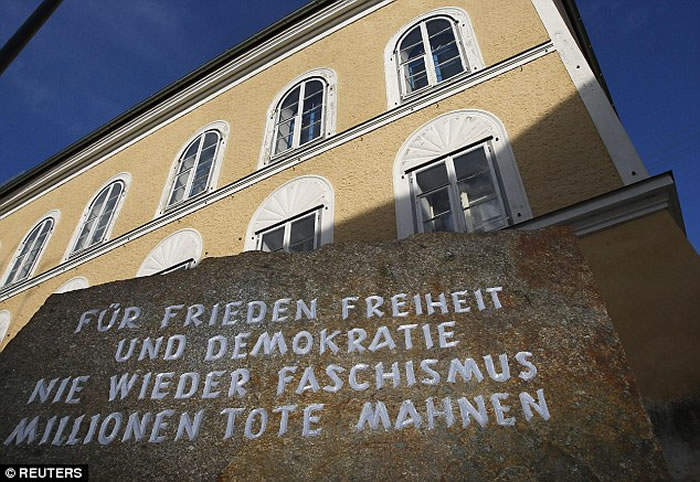 FÜR FRIEDEN FREIHEIT
UND DEMOKRATIE
NIE WIEDER FASCHISMUS
MILLIONEN TOTE MAHNEN
© REUTERS